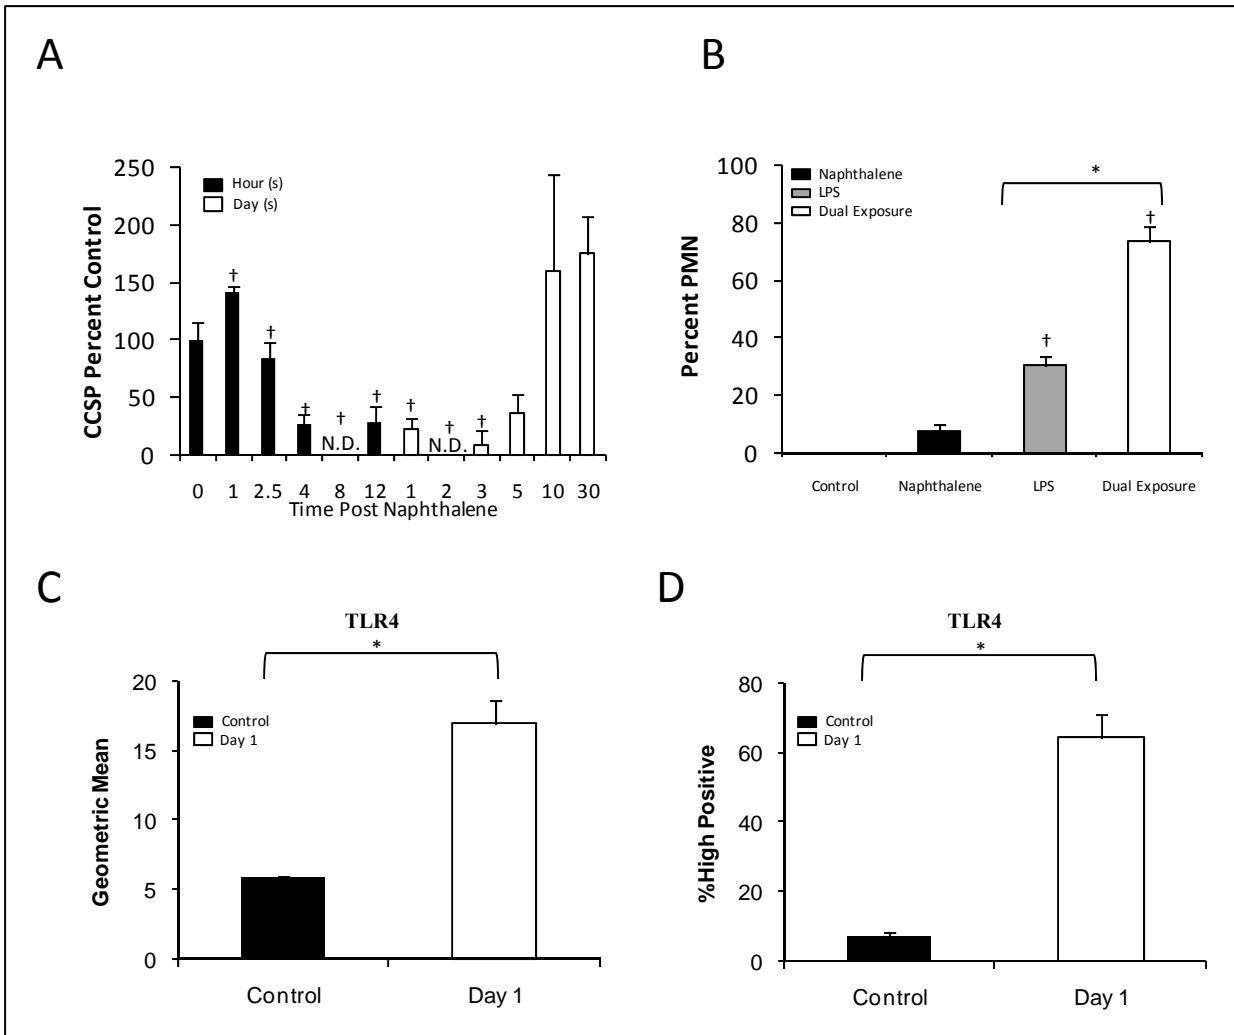 A
CCSP Percent Control
250
200
150
100
50
0
Hour (s)
Day (s)
†
†
‡
†
N.D.
†
†
†
N.D.
†
0 1 2.5 4 8 12 1 2 3 5 10 30
Time Post Naphthalene
B
Percent PMN
100
80
60
40
20
0
Naphthalene
LPS
Dual Exposure
*
†
†
Control Naphthalene LPS Dual Exposure
C
TLR4
*
Geometric Mean
20
15
10
5
0
Control
Day 1
Control Day 1
D
TLR4
*
%High Positive
80
60
40
20
0
Control
Day 1
Control Day 1